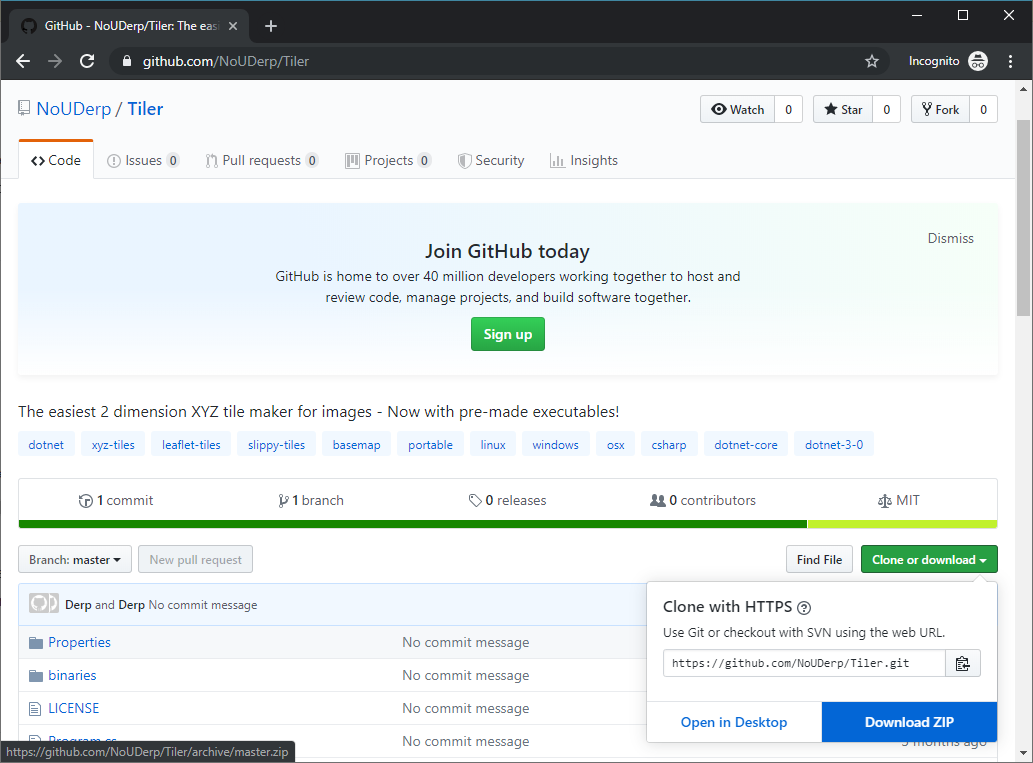 GitHub - NoUDerp/Tiler: The easi
github.com/NoUDerp/Tiler
Incognito
NoUDerp / Tiler
Watch 0
Star 0
Fork 0
Code
Issues 0
Pull requests 0
Projects 0
Security
Insights
Dismiss
Join GitHub today
GitHub is home to over 40 million developers working together to host and
review code, manage projects, and build software together.
Sign up
The easiest 2 dimension XYZ tile maker for images - Now with pre-made executables!
dotnet xyz-tiles leaflet-tiles slippy-tiles basemap portable linux windows osx csharp dotnet-core dotnet-3-0
1 commit
1 branch
0 releases
0 contributors
MIT
Branch: master
New pull request
Find File
Clone or download
Derp and Derp No commit message
Properties No commit message
binaries No commit message
LICENSE No commit message
Program.cs No commit message
3 months ago
Clone with HTTPS
Use Git or checkout with SVN using the web URL.
https://github.com/NoUDerp/Tiler.git
Open in Desktop
Download ZIP
https://github.com/NoUDerp/Tiler/archive/master.zip